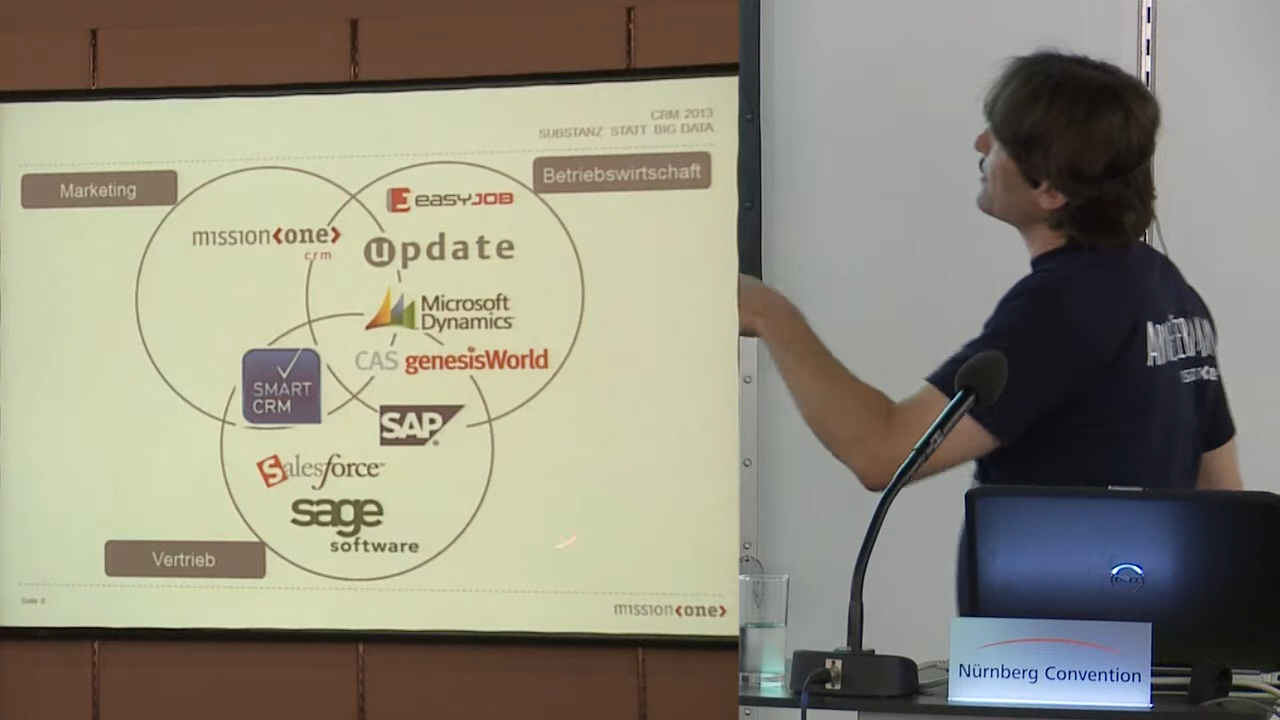 CRM 2013
SUBSTANZ STATT BIG DATA
Marketing
Betriebswirtschaft
EASYJOB
mission<one>
crm
update
Microsoft
Dynamics
CAS genesisWorld
SMART
CRM
SAP
Salesforce
sage
software
Vertrieb
mission<one>
DELL
Nürnberg Convention